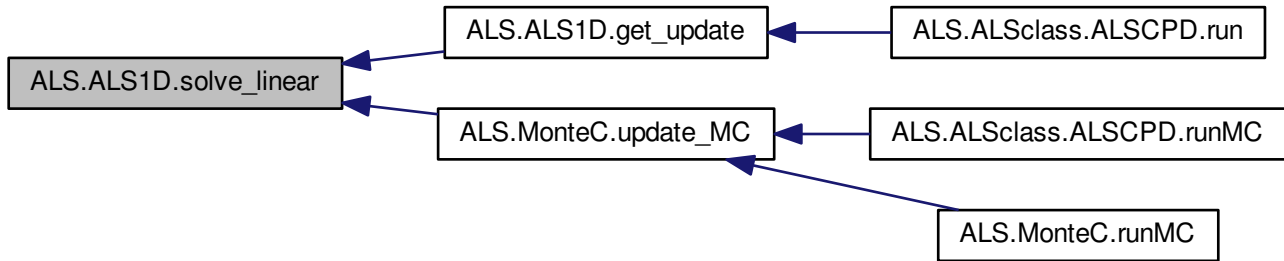 ALS.ALS1D.get_update
ALS.ALSclass.ALSCPD.run
ALS.ALS1D.solve_linear
ALS.MonteC.update_MC
ALS.ALSclass.ALSCPD.runMC
ALS.MonteC.runMC